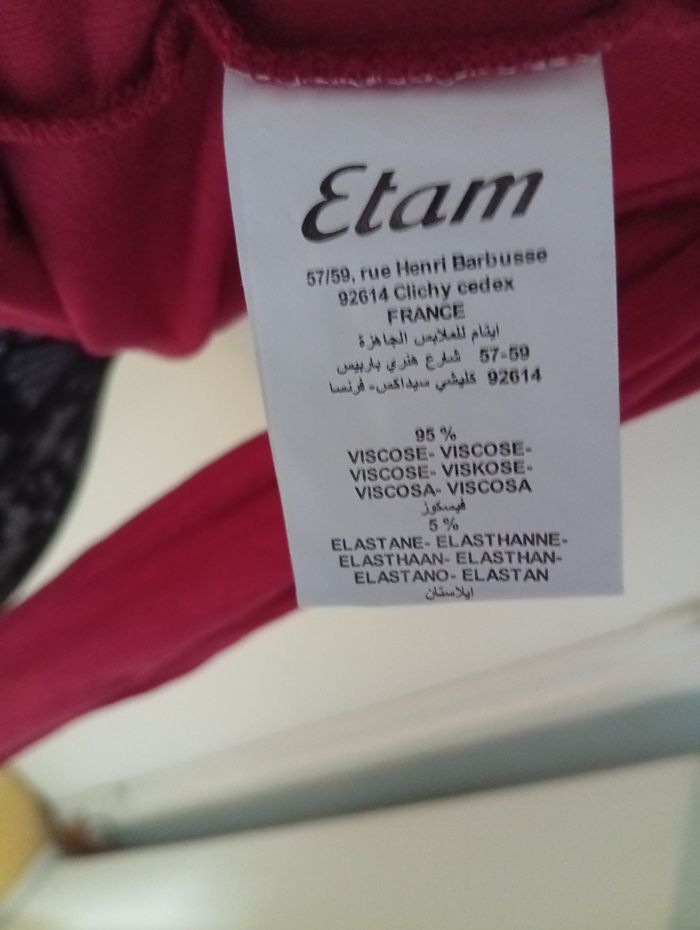 Etam
57/59, rue Henri Barbusse
92614 Clichy cedex
FRANCE
ايتام للملابس الجاهزة
57-59 شارع هنري باربيس
92614 كليشي سيداكس- فرنسا
95 %
VISCOSE- VISCOSE-
VISCOSE- VISKOSE-
VISCOSA- VISCOSA
فيسكوز
5 %
ELASTANE- ELASTHANNE-
ELASTHAAN- ELASTHAN-
ELASTANO- ELASTAN
ايلاستان